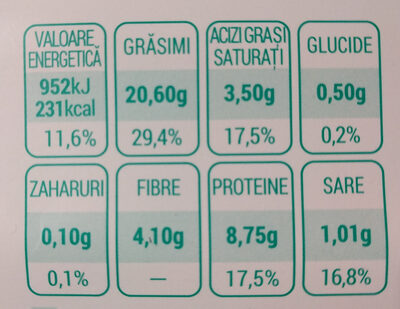 VALOARE
ENERGETICĂ
952kJ
231kcal
11,6%
GRĂSIMI
20,60g
29,4%
ACIZI GRAȘI
SATURAȚI
3,50g
17,5%
GLUCIDE
0,50g
0,2%
ZAHARURI
0,10g
0,1%
FIBRE
4,10g
—
PROTEINE
8,75g
17,5%
SARE
1,01g
16,8%